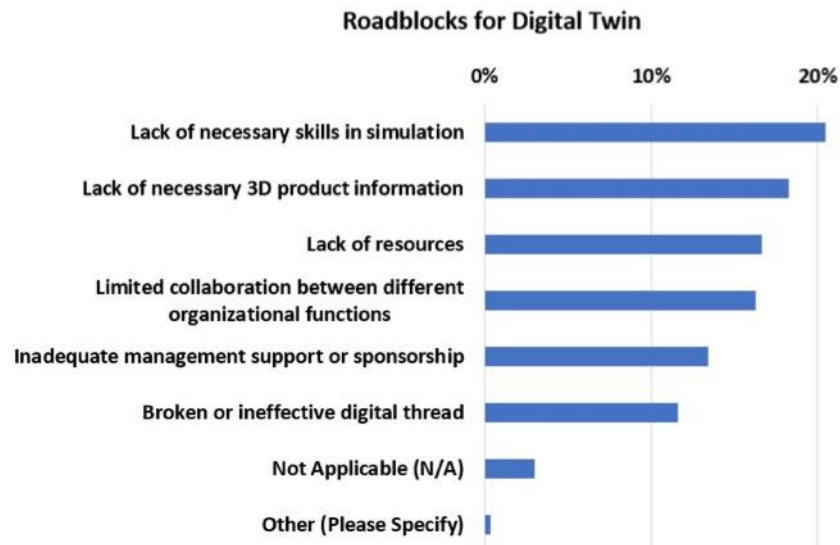 Roadblocks for Digital Twin
0% 10% 20%
Lack of necessary skills in simulation
Lack of necessary 3D product information
Lack of resources
Limited collaboration between different
organizational functions
Inadequate management support or sponsorship
Broken or ineffective digital thread
Not Applicable (N/A)
Other (Please Specify)